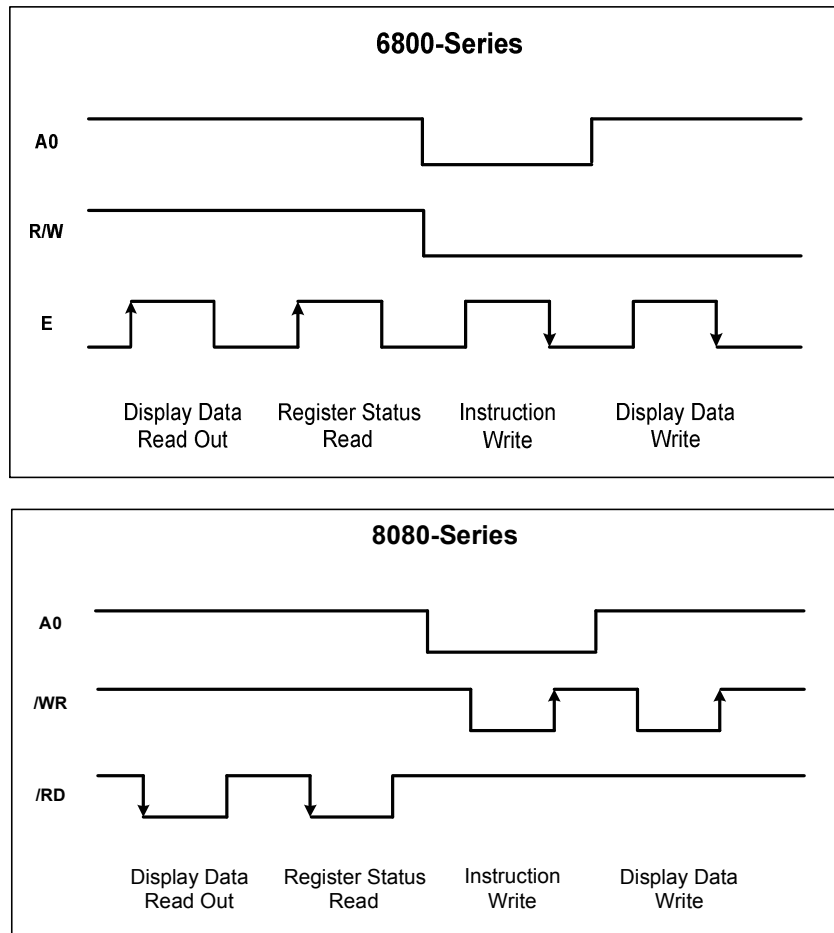 6800-Series
A0
R/W
E
Display Data Register Status Instruction Display Data
Read Out Read Write Write
8080-Series
A0
/WR
/RD
Display Data Register Status Instruction Display Data
Read Out Read Write Write